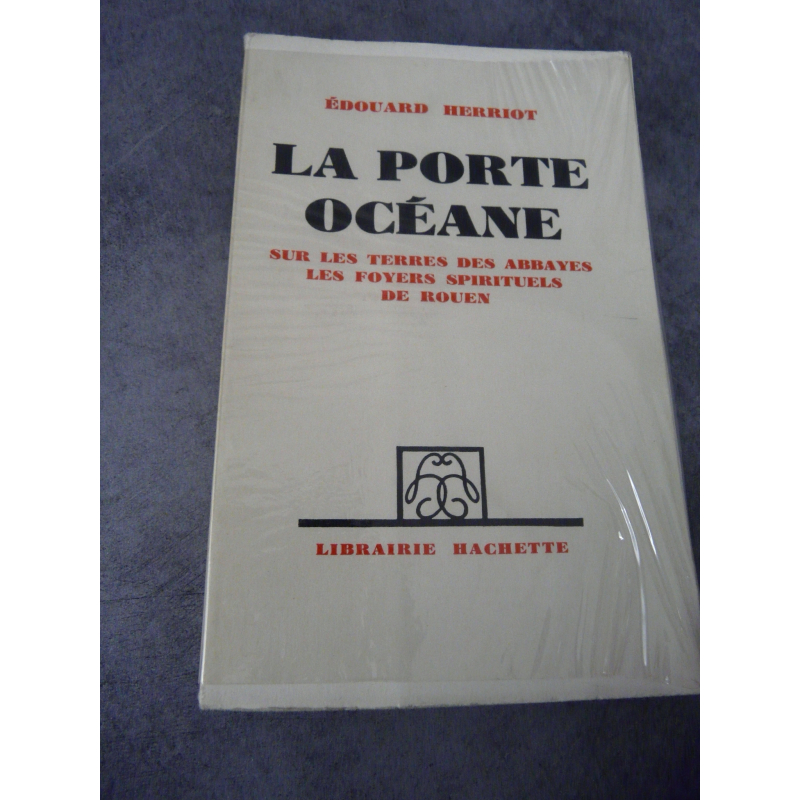 ÉDOUARD HERRIOT
LA PORTE
OCÉANE
SUR LES TERRES DES ABBAYES
LES FOYERS SPIRITUELS
DE ROUEN
LIBRAIRIE HACHETTE